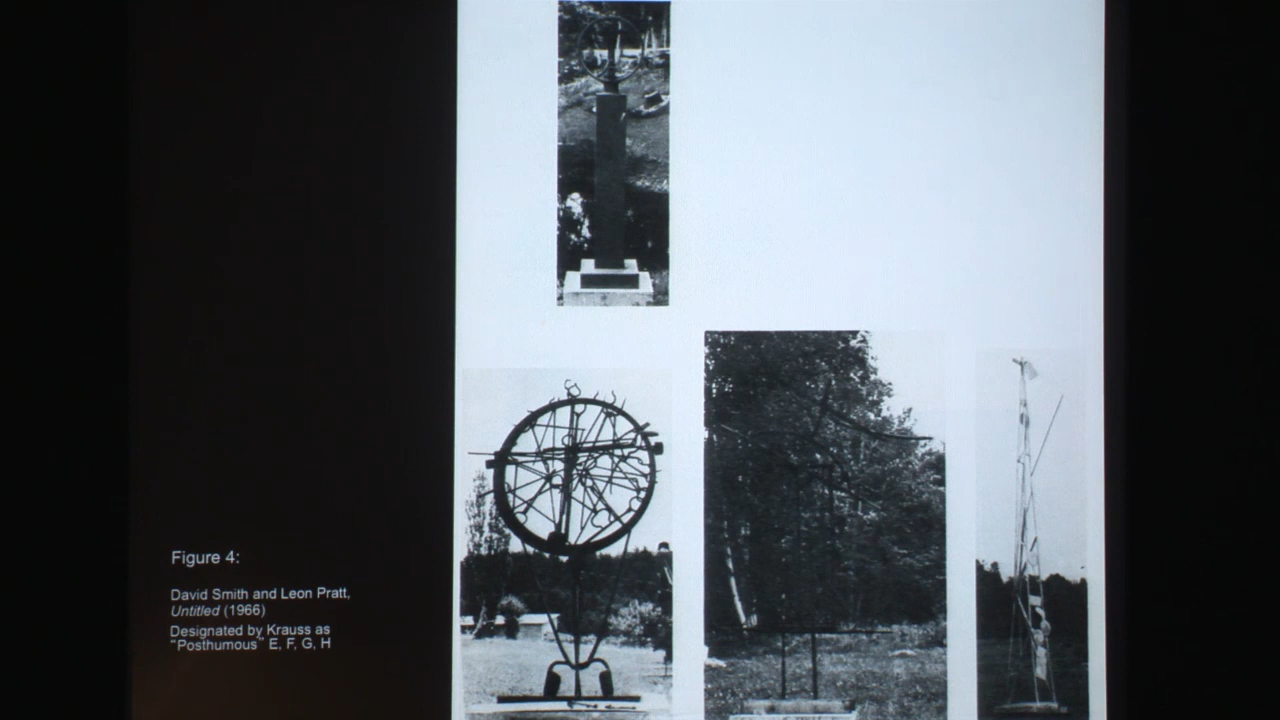 Figure 4:
David Smith and Leon Pratt,
Untitled (1966)
Designated by Krauss as
"Posthumous" E, F, G, H